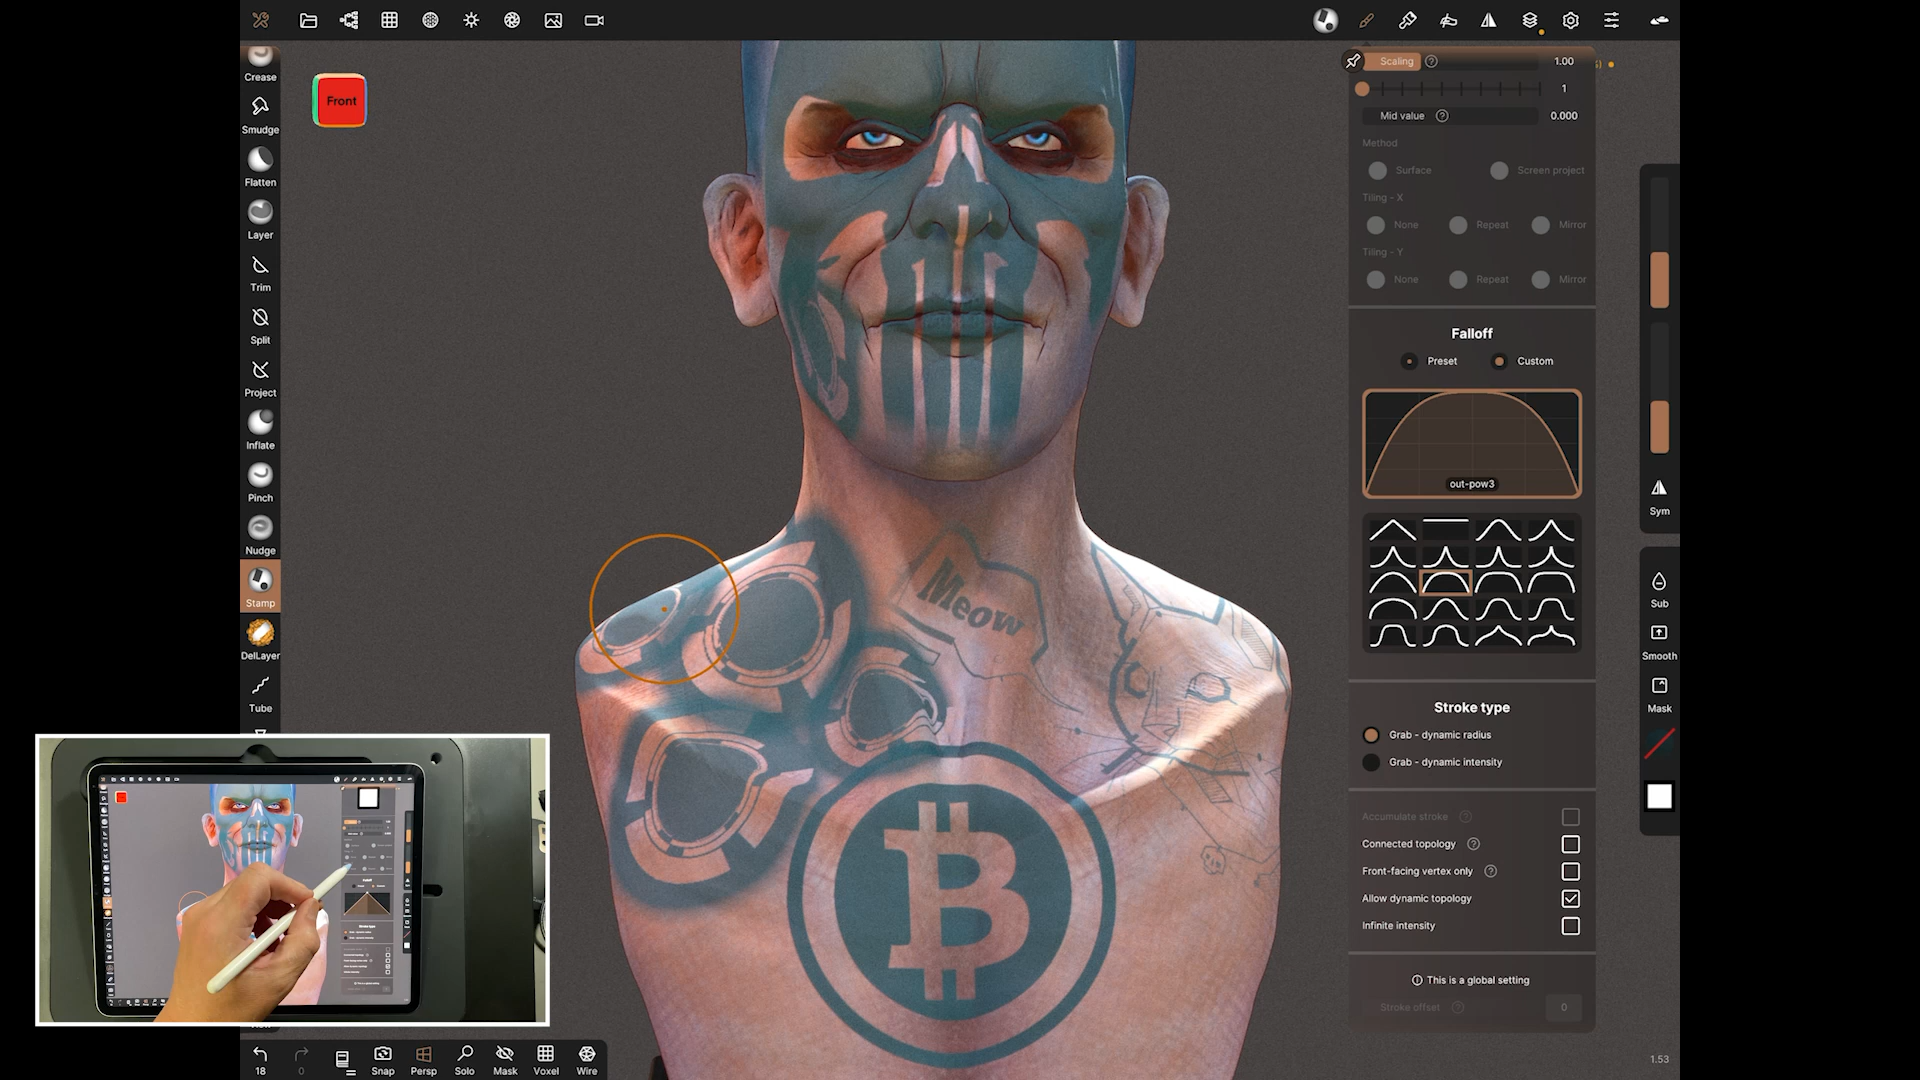 Crease
Smudge
Flatten
Layer
Trim
Split
Project
Inflate
Pinch
Nudge
Stamp
DelLayer
Tube
Front
Meow
Scaling
1.00
1
Mid value
0.000
Method
Surface
Screen project
Tiling - X
None
Repeat
Mirror
Tiling - Y
None
Repeat
Mirror
Falloff
Preset
Custom
out-pow3
Stroke type
Grab - dynamic radius
Grab - dynamic intensity
Accumulate stroke
Connected topology
Front-facing vertex only
Allow dynamic topology
Infinite intensity
This is a global setting
Stroke offset
0
Sym
Sub
Smooth
Mask
18
0
Snap
Persp
Solo
Mask
Voxel
Wire
1.53